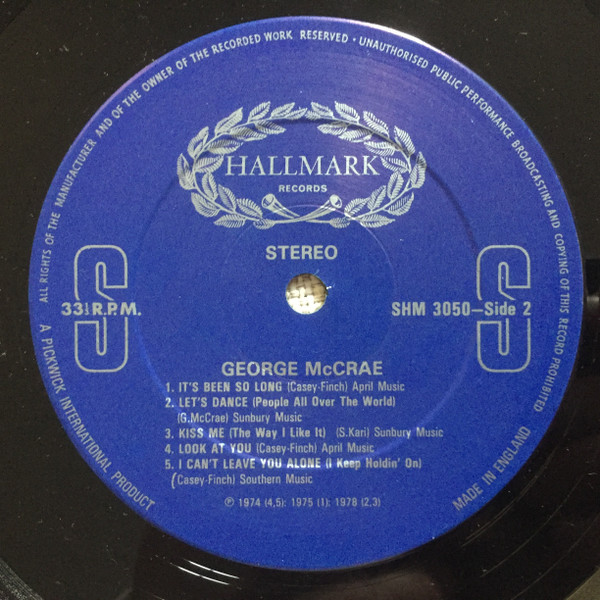 ALL RIGHTS OF THE MANUFACTURER AND OF THE OWNER OF THE RECORDED WORK RESERVED · UNAUTHORISED PUBLIC PERFORMANCE BROADCASTING AND COPYING OF THIS RECORD PROHIBITED
HALLMARK
RECORDS
STEREO
S
S
33⅓ R.P.M.
SHM 3050—Side 2
GEORGE McCRAE
1. IT'S BEEN SO LONG (Casey-Finch) April Music
2. LET'S DANCE (People All Over The World)
(G.McCrae) Sunbury Music
3. KISS ME (The Way I Like It) (S.Kari) Sunbury Music
4. LOOK AT YOU (Casey-Finch) April Music
5. I CAN'T LEAVE YOU ALONE (I Keep Holdin' On)
(Casey-Finch) Southern Music
℗ 1974 (4,5): 1975 (1): 1978 (2,3)
A PICKWICK INTERNATIONAL PRODUCT
MADE IN ENGLAND